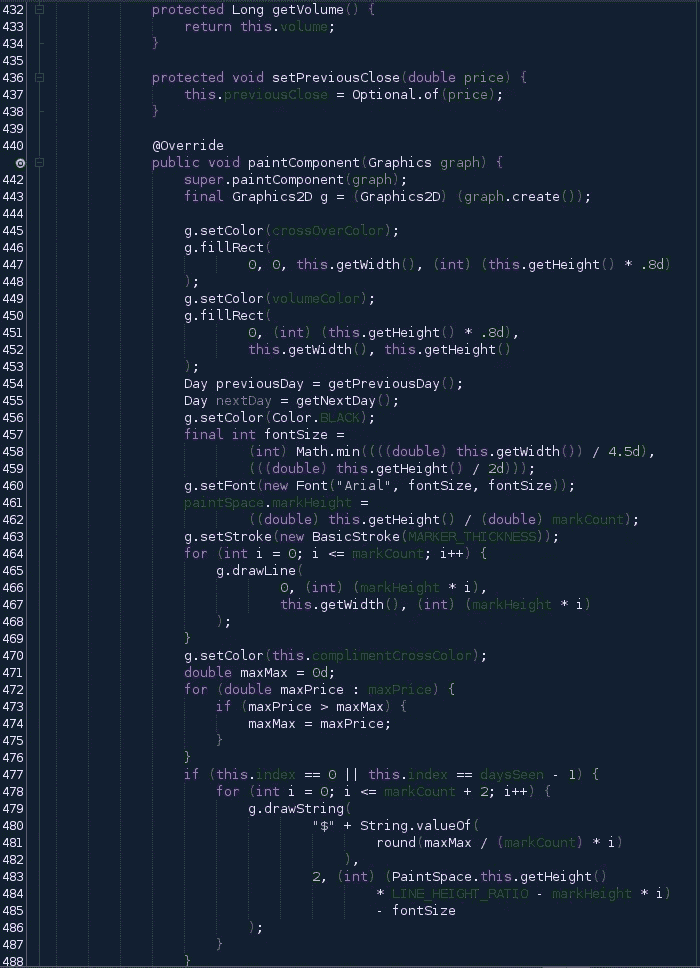 432 protected Long getVolume() {
433 return this.volume;
434 }
435
436 protected void setPreviousClose(double price) {
437 this.previousClose = Optional.of(price);
438 }
439
440 @Override
public void paintComponent(Graphics graph) {
442 super.paintComponent(graph);
443 final Graphics2D g = (Graphics2D) (graph.create());
444
445 g.setColor(crossOverColor);
446 g.fillRect(
447 0, 0, this.getWidth(), (int) (this.getHeight() * .8d)
448 );
449 g.setColor(volumeColor);
450 g.fillRect(
451 0, (int) (this.getHeight() * .8d),
452 this.getWidth(), this.getHeight()
453 );
454 Day previousDay = getPreviousDay();
455 Day nextDay = getNextDay();
456 g.setColor(Color.BLACK);
457 final int fontSize =
458 (int) Math.min((((double) this.getWidth()) / 4.5d),
459 (((double) this.getHeight() / 2d)));
460 g.setFont(new Font("Arial", fontSize, fontSize));
461 paintSpace.markHeight =
462 ((double) this.getHeight() / (double) markCount);
463 g.setStroke(new BasicStroke(MARKER_THICKNESS));
464 for (int i = 0; i <= markCount; i++) {
465 g.drawLine(
466 0, (int) (markHeight * i),
467 this.getWidth(), (int) (markHeight * i)
468 );
469 }
470 g.setColor(this.complimentCrossColor);
471 double maxMax = 0d;
472 for (double maxPrice : maxPrice) {
473 if (maxPrice > maxMax) {
474 maxMax = maxPrice;
475 }
476 }
477 if (this.index == 0 || this.index == daysSeen - 1) {
478 for (int i = 0; i <= markCount + 2; i++) {
479 g.drawString(
480 "$" + String.valueOf(
481 round(maxMax / (markCount) * i)
482 ),
483 2, (int) (PaintSpace.this.getHeight()
484 * LINE_HEIGHT_RATIO - markHeight * i)
485 - fontSize
486 );
487 }
488 }